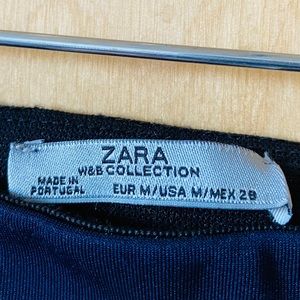 ZARA
W&B COLLECTION
MADE IN
PORTUGAL
EUR M/USA M/MEX 28